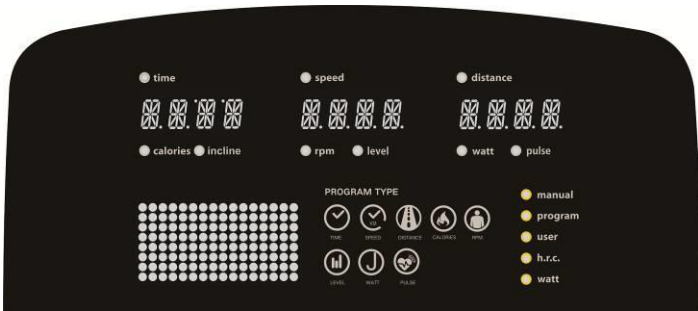 time speed distance
calories incline rpm level watt pulse
PROGRAM TYPE
manual
program
user
h.r.c.
watt
KM
TIME SPEED DISTANCE CALORIES RPM
LEVEL WATT PULSE